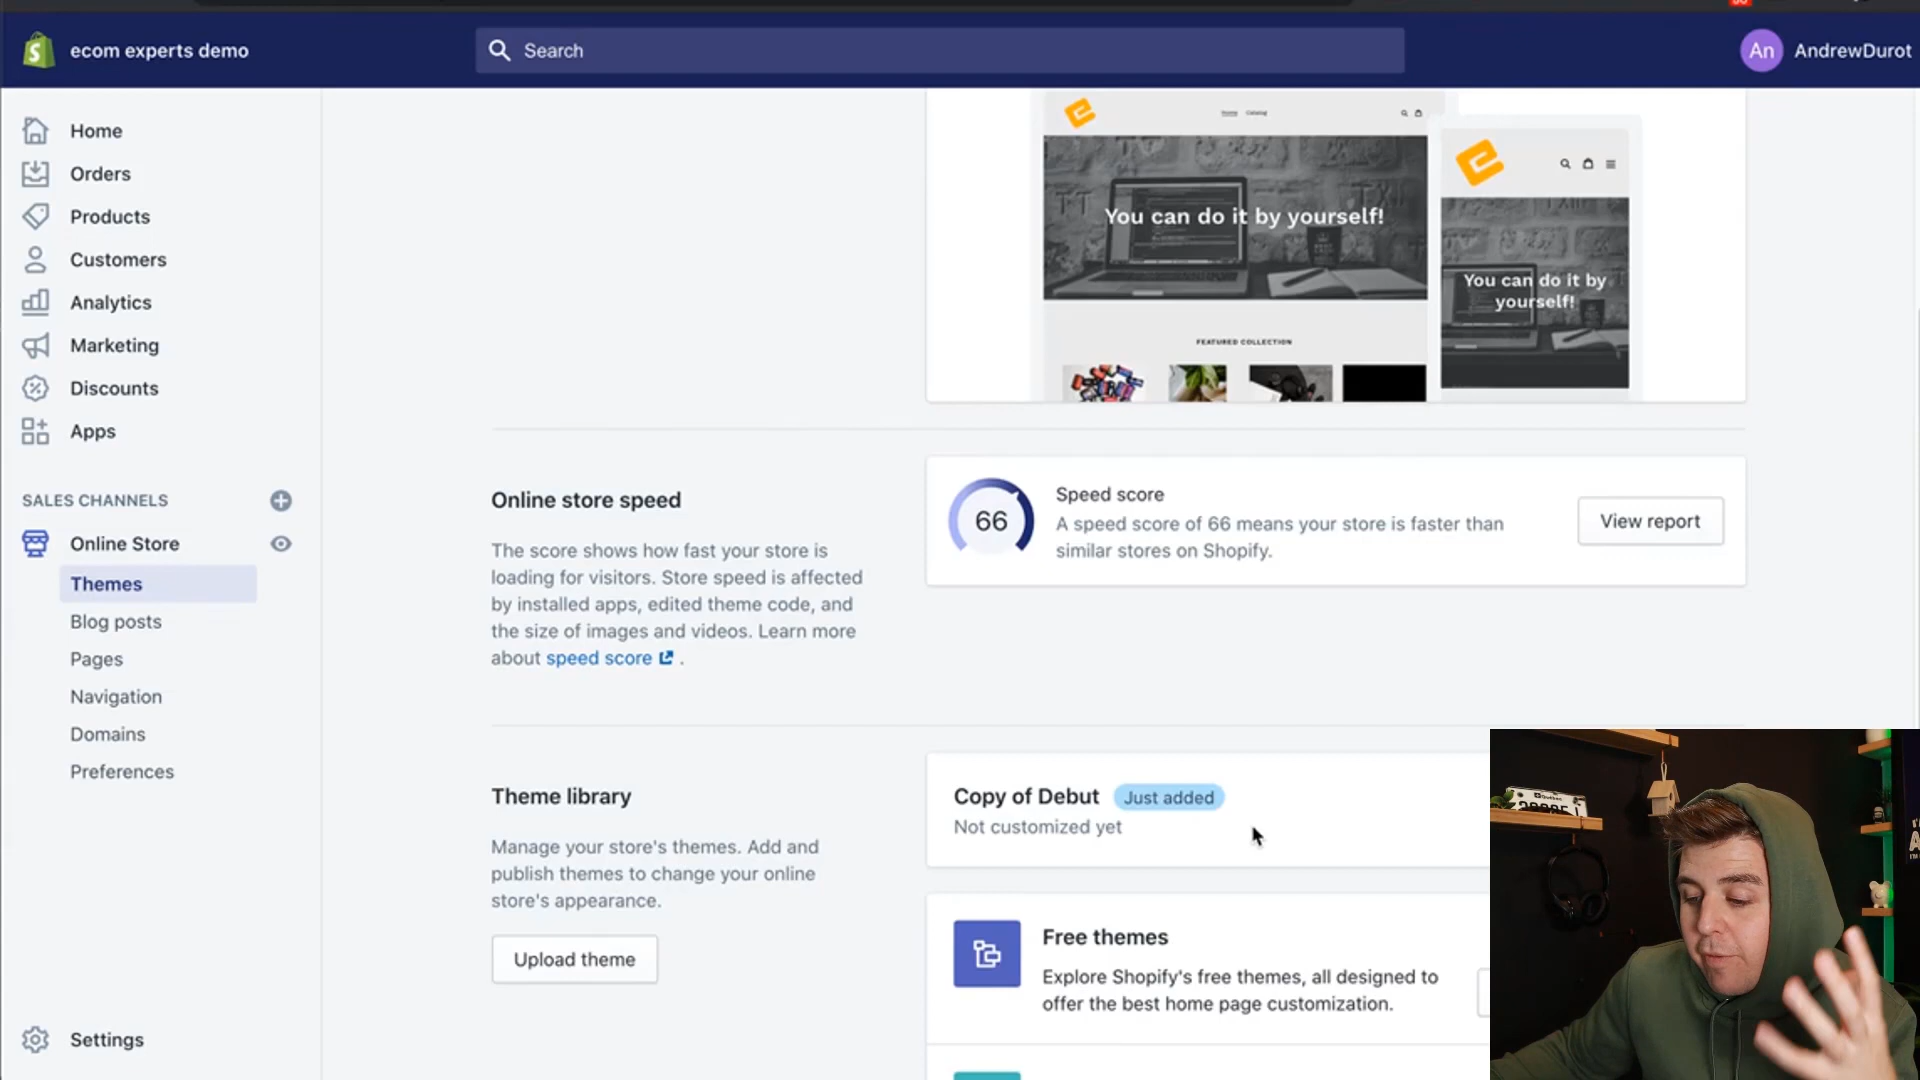 ecom experts demo
Search
An
AndrewDurot
Home
Orders
Products
Customers
Analytics
Marketing
Discounts
Apps
SALES CHANNELS
Online Store
Themes
Blog posts
Pages
Navigation
Domains
Preferences
Settings
Home Catalog
You can do it by yourself!
FEATURED COLLECTION
You can do it by
yourself!
Online store speed
The score shows how fast your store is
loading for visitors. Store speed is affected
by installed apps, edited theme code, and
the size of images and videos. Learn more
about speed score .
66
Speed score
A speed score of 66 means your store is faster than
similar stores on Shopify.
View report
Theme library
Manage your store's themes. Add and
publish themes to change your online
store's appearance.
Upload theme
Copy of Debut Just added
Not customized yet
Free themes
Explore Shopify's free themes, all designed to
offer the best home page customization.